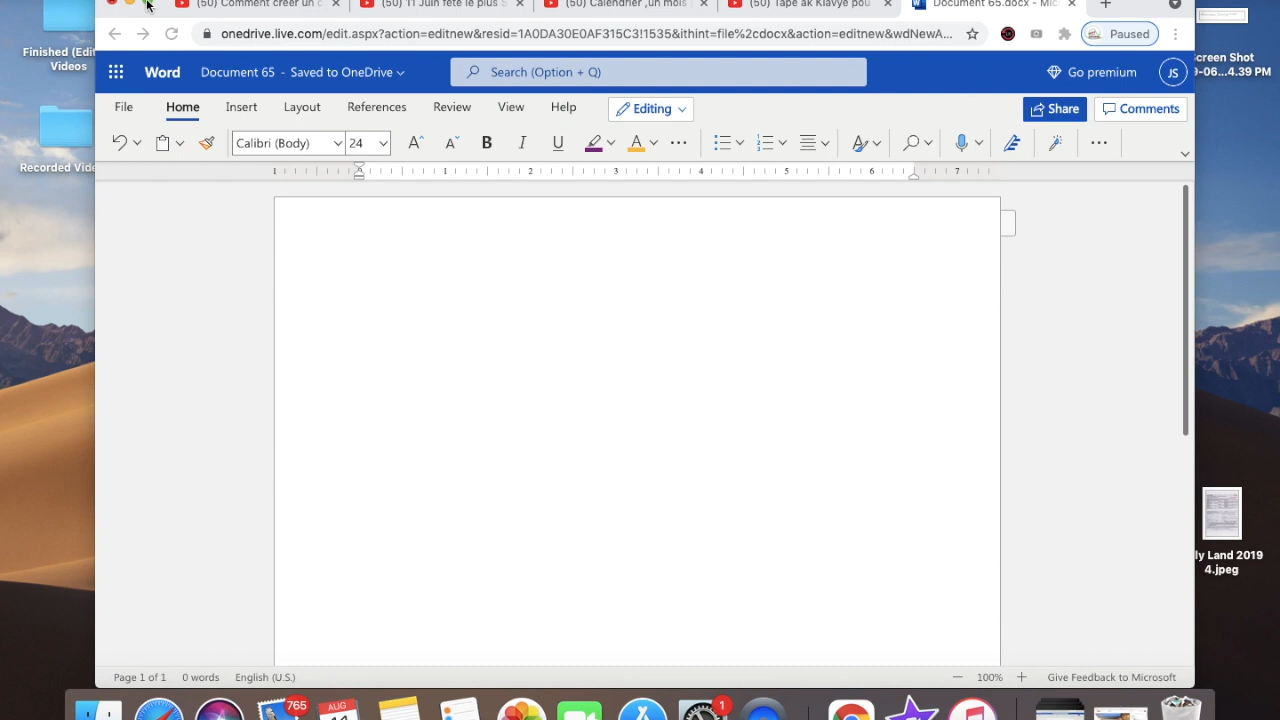 (50) Comment créer un c
(50) 11 Juin fête le plus S
(50) Calendrier ,un mois
(50) Tape ak Klavye pou
Document 65.docx - Mic
onedrive.live.com/edit.aspx?action=editnew&resid=1A0DA30E0AF315C3!1535&ithint=file%2cdocx&action=editnew&wdNewA...
Paused
Word
Document 65 - Saved to OneDrive
Search (Option + Q)
Go premium
JS
File
Home
Insert
Layout
References
Review
View
Help
Editing
Share
Comments
Calibri (Body)
24
A A B I U A
1 1 2 3 4 5 6 7
Page 1 of 1
0 words
English (U.S.)
100%
Give Feedback to Microsoft
Finished (Edit
Videos
Recorded Vide
creen Shot
9-06...4.39 PM
ly Land 2019
4.jpeg
765
AUG
1